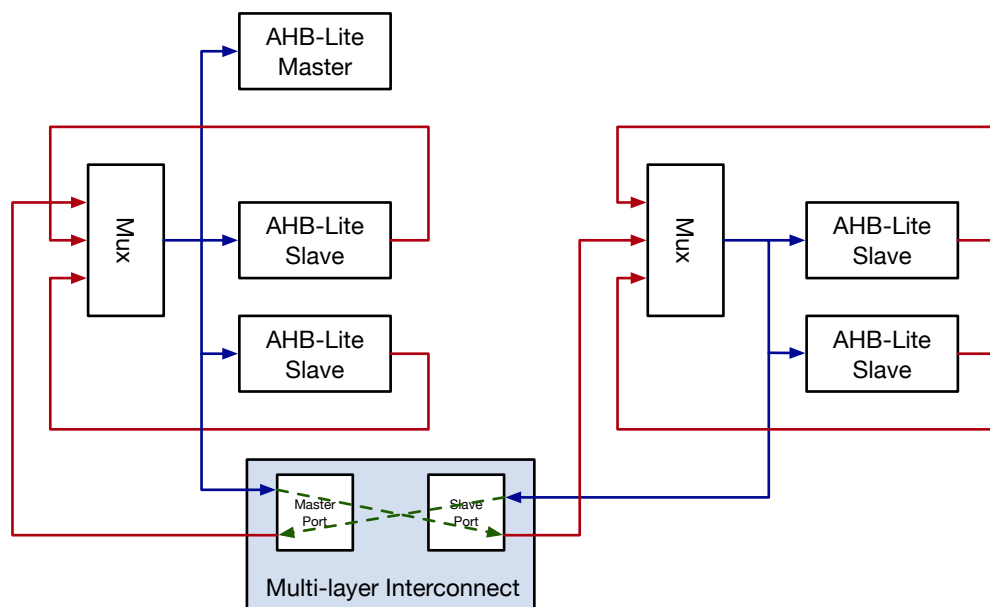 AHB-Lite
Master
Mux
AHB-Lite
Slave
AHB-Lite
Slave
Mux
AHB-Lite
Slave
AHB-Lite
Slave
Master
Port
Slave
Port
Multi-layer Interconnect